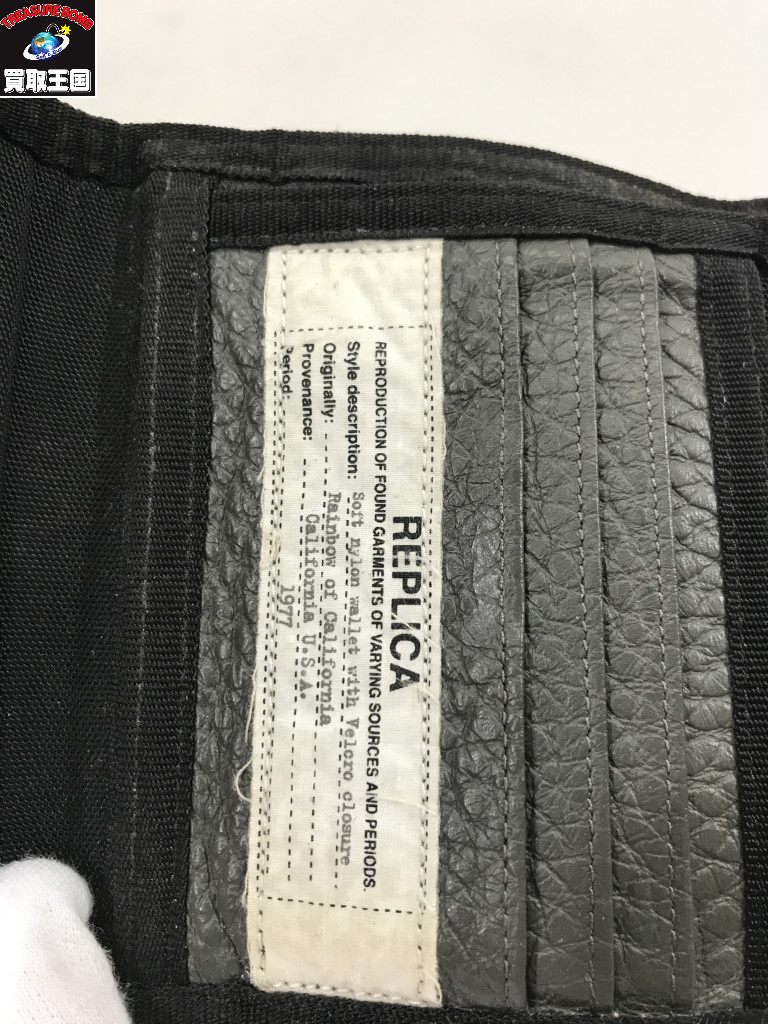 TREASURE BOMB
買取王国
REPLICA
REPRODUCTION OF FOUND GARMENTS OF VARYING SOURCES AND PERIODS.
Style description: Soft nylon wallet with Velcro closure
Originally: Rainbow of California
Provenance: California U.S.A.
Period: 1977